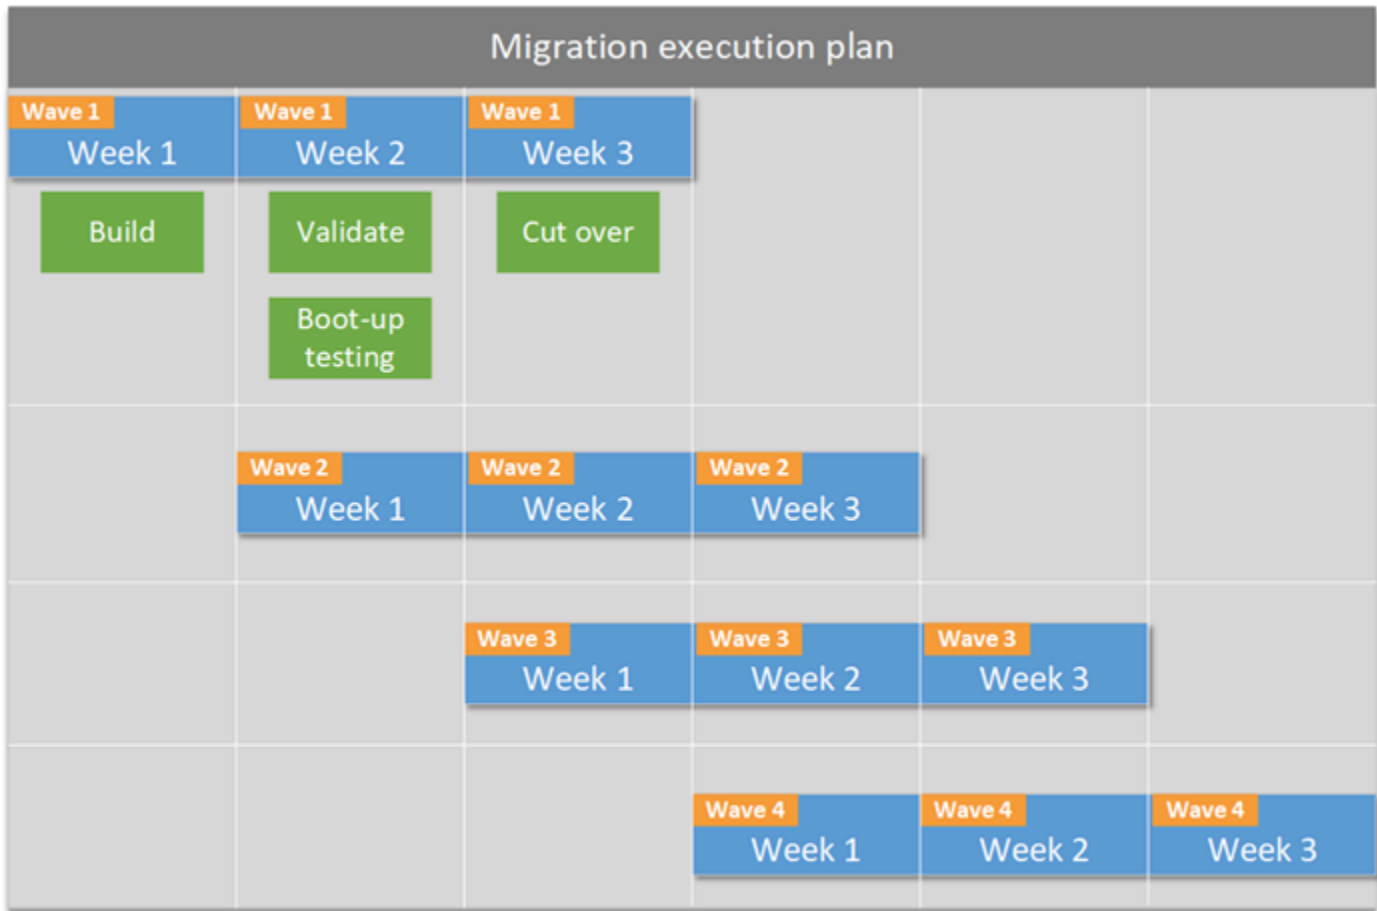 Migration execution plan
Wave 1
Week 1
Wave 1
Week 2
Wave 1
Week 3
Build
Validate
Cut over
Boot-up
testing
Wave 2
Week 1
Wave 2
Week 2
Wave 2
Week 3
Wave 3
Week 1
Wave 3
Week 2
Wave 3
Week 3
Wave 4
Week 1
Wave 4
Week 2
Wave 4
Week 3